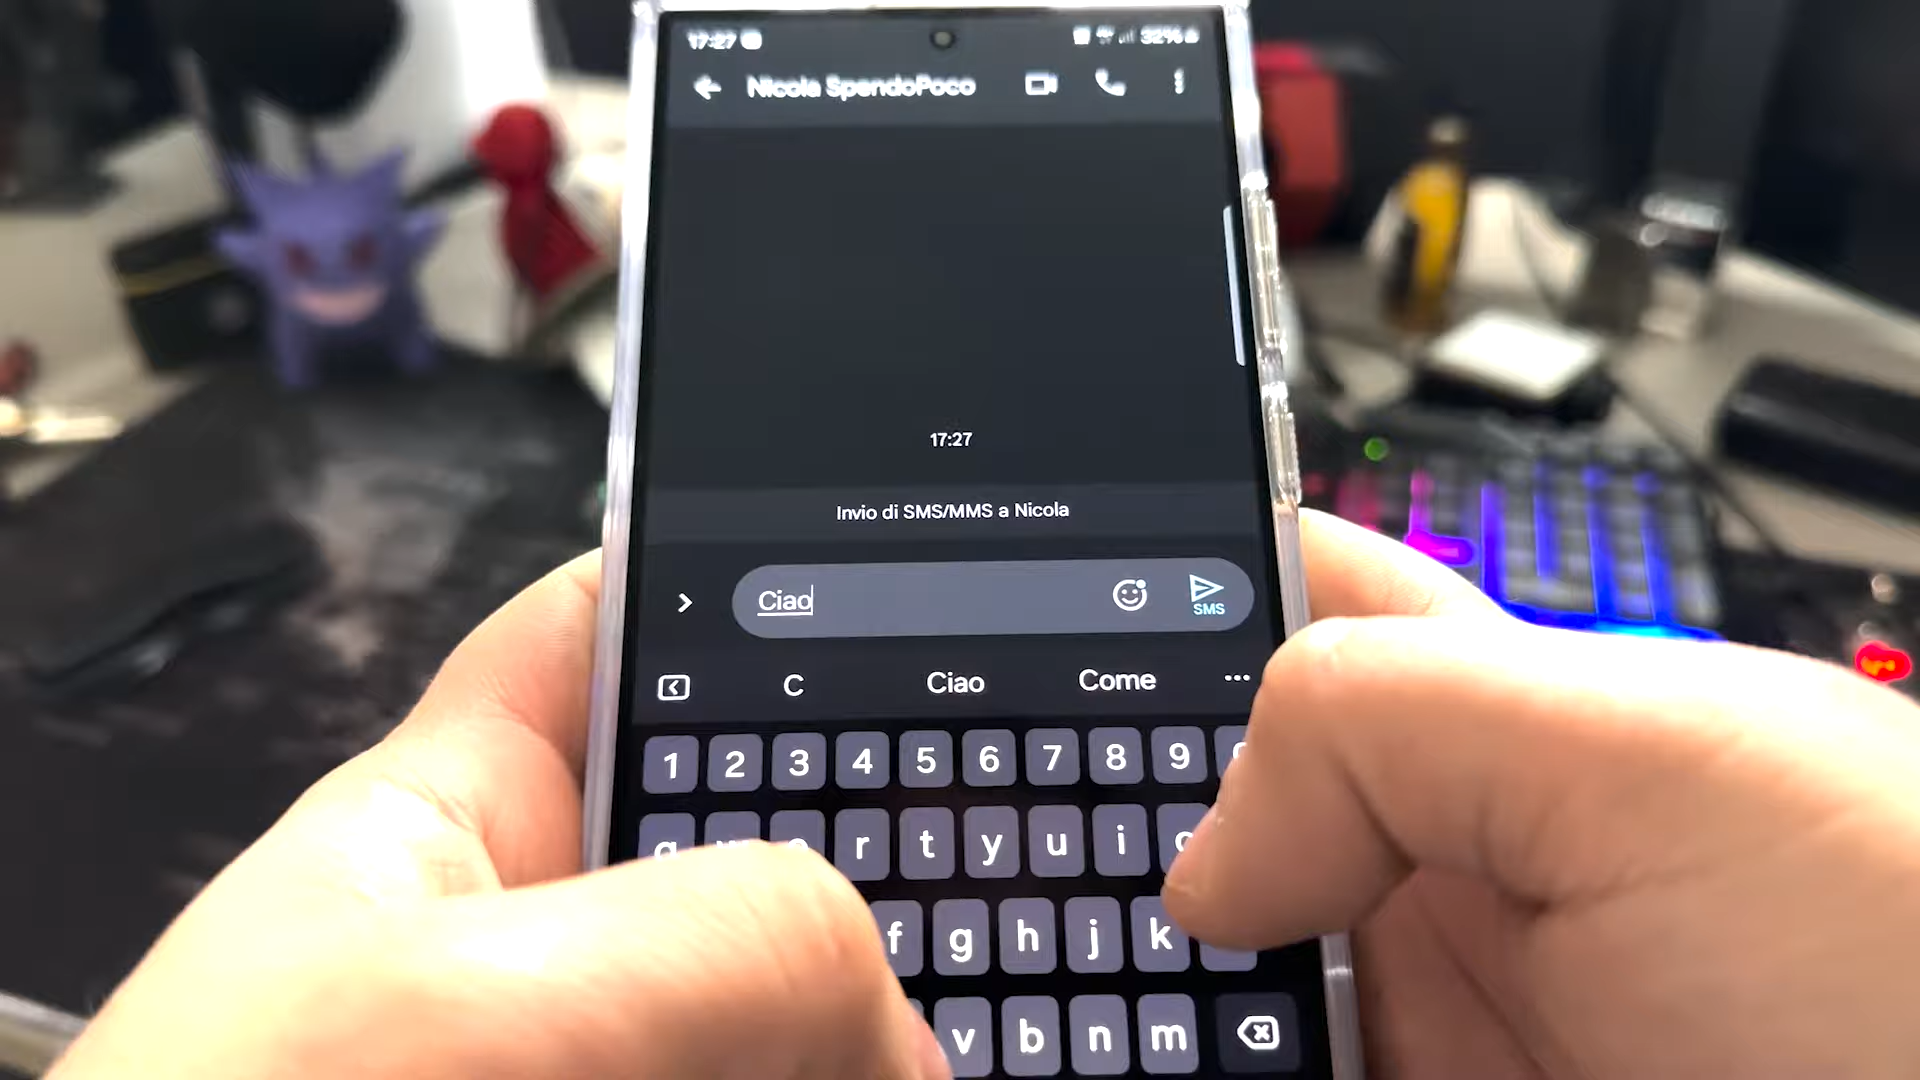 17:27 32%
Nicola SpendoPoco
17:27
Invio di SMS/MMS a Nicola
Ciao
SMS
C Ciao Come
1 2 3 4 5 6 7 8 9
r t y u i
f g h j k
v b n m